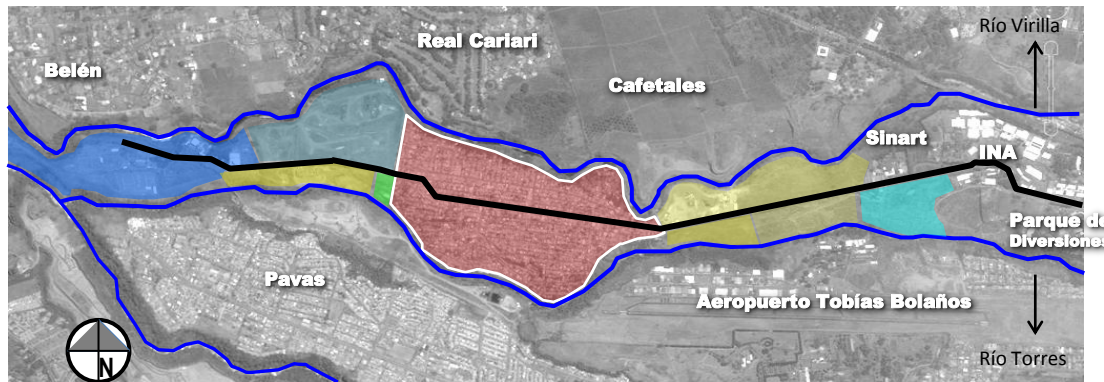 Río Virilla
Real Cariari
Belén
Cafetales
Sinart
INA
Parque de
Diversiones
Pavas
Aeropuerto Tobías Bolaños
N
Río Torres